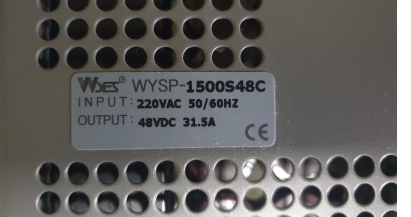 WYES® WYSP-1500S48C
INPUT: 220VAC 50/60HZ
OUTPUT: 48VDC 31.5A
CE